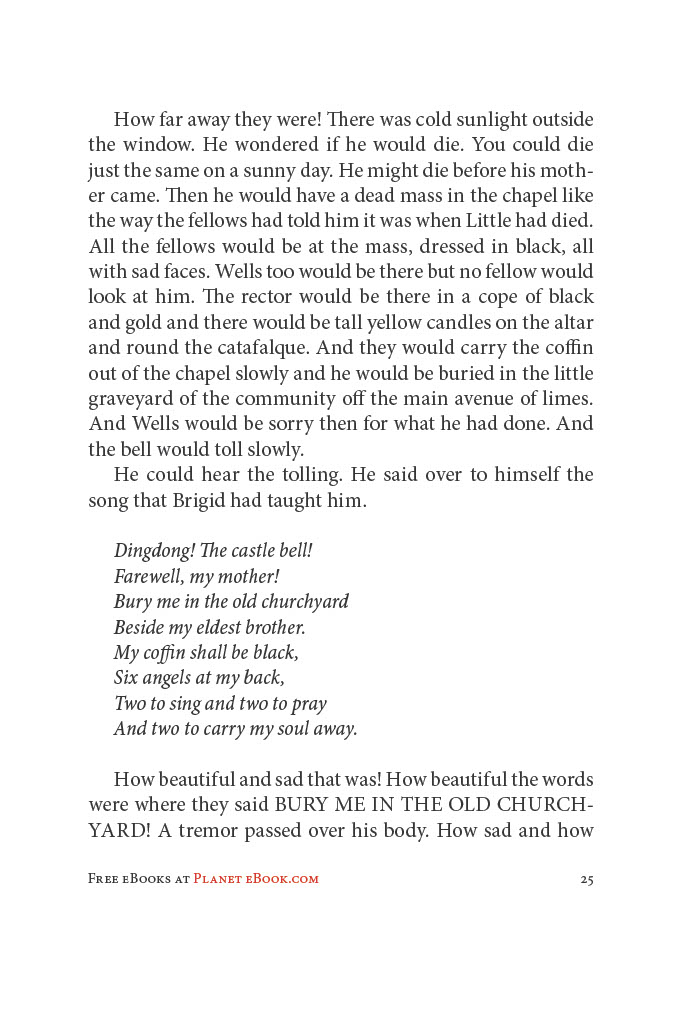 How far away they were! There was cold sunlight outside
the window. He wondered if he would die. You could die
just the same on a sunny day. He might die before his moth-
er came. Then he would have a dead mass in the chapel like
the way the fellows had told him it was when Little had died.
All the fellows would be at the mass, dressed in black, all
with sad faces. Wells too would be there but no fellow would
look at him. The rector would be there in a cope of black
and gold and there would be tall yellow candles on the altar
and round the catafalque. And they would carry the coffin
out of the chapel slowly and he would be buried in the little
graveyard of the community off the main avenue of limes.
And Wells would be sorry then for what he had done. And
the bell would toll slowly.
He could hear the tolling. He said over to himself the
song that Brigid had taught him.
Dingdong! The castle bell!
Farewell, my mother!
Bury me in the old churchyard
Beside my eldest brother.
My coffin shall be black,
Six angels at my back,
Two to sing and two to pray
And two to carry my soul away.
How beautiful and sad that was! How beautiful the words
were where they said BURY ME IN THE OLD CHURCH-
YARD! A tremor passed over his body. How sad and how
Free eBooks at Planet eBook.com 25